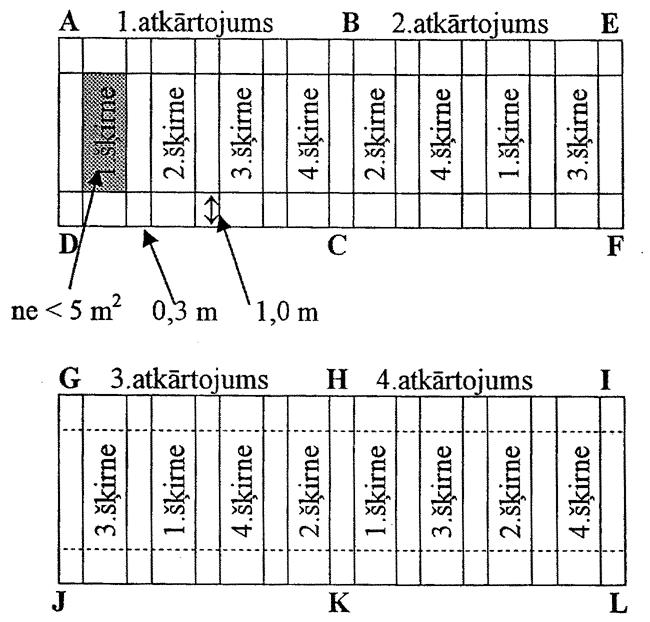 A 1.atkārtojums B 2.atkārtojums E
1.šķirne 2.šķirne 3.šķirne 4.šķirne 2.šķirne 4.šķirne 1.šķirne 3.šķirne
D C F
ne < 5 m² 0,3 m 1,0 m
G 3.atkārtojums H 4.atkārtojums I
3.šķirne 1.šķirne 4.šķirne 2.šķirne 1.šķirne 3.šķirne 2.šķirne 4.šķirne
J K L